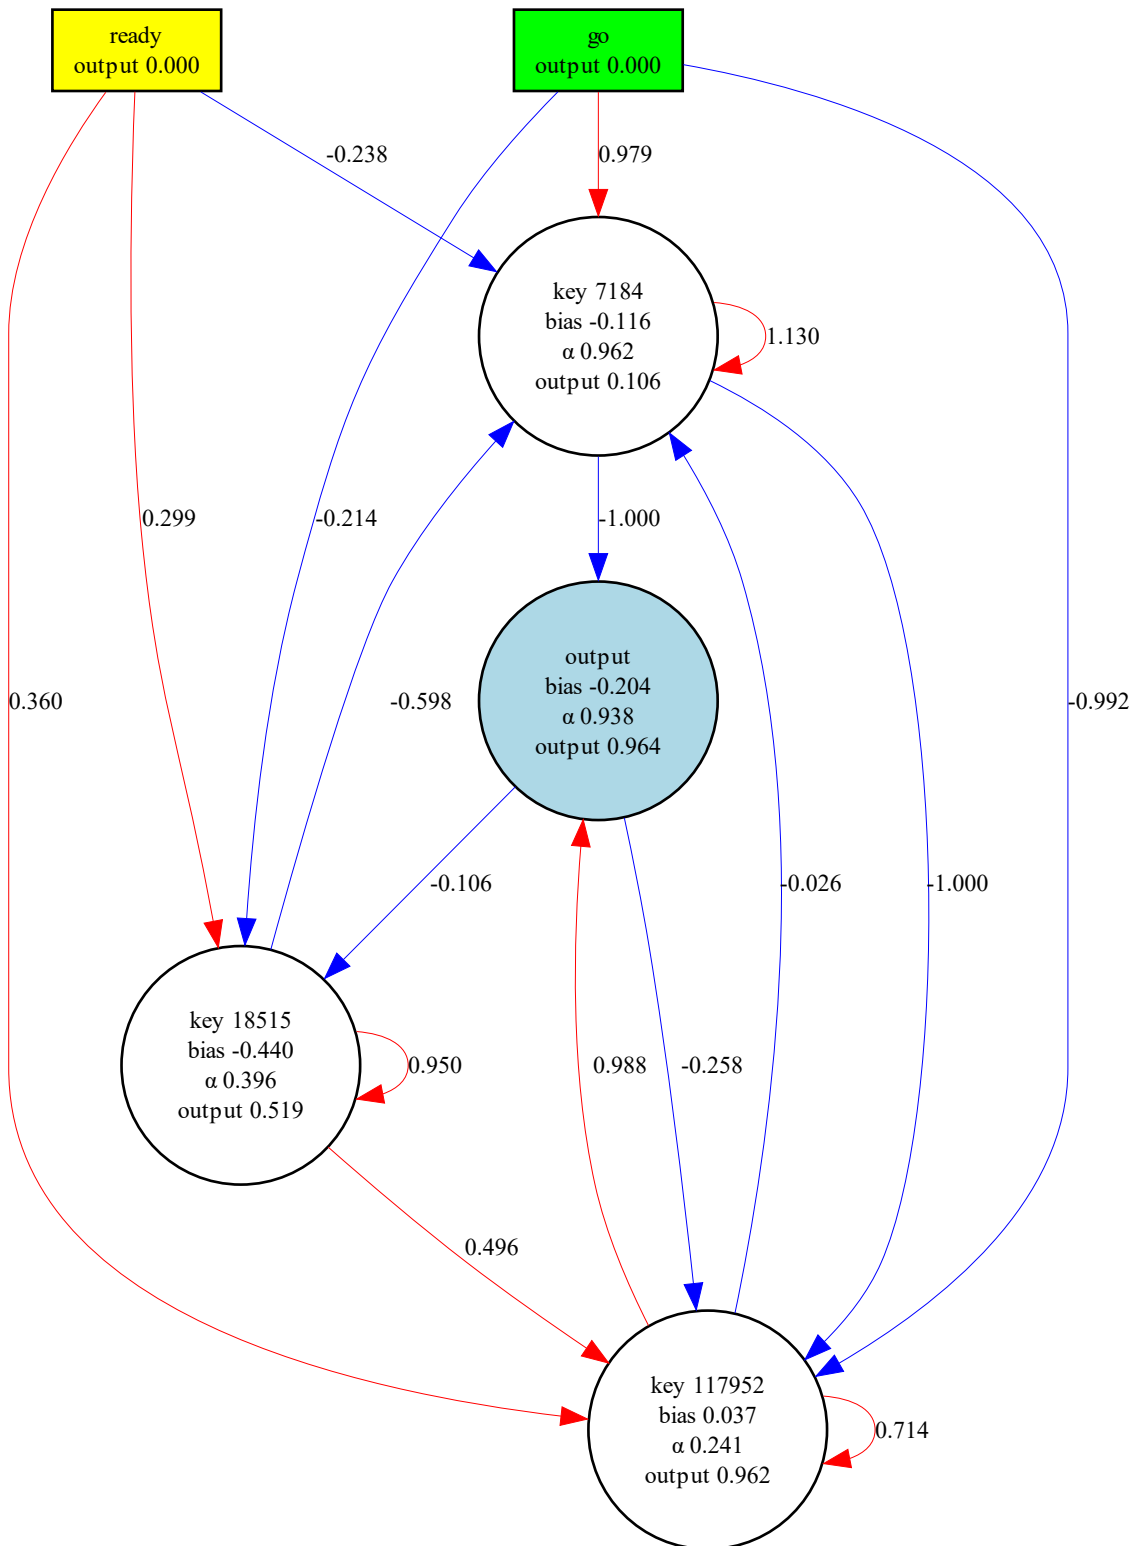 ready
output 0.000
go
output 0.000
-0.238
0.979
key 7184
bias -0.116
α 0.962
output 0.106
1.130
0.299
-0.214
-1.000
output
bias -0.204
α 0.938
output 0.964
0.360
-0.598
-0.992
-0.106
-0.026
-1.000
key 18515
bias -0.440
α 0.396
output 0.519
0.950
0.988
-0.258
0.496
key 117952
bias 0.037
α 0.241
output 0.962
0.714